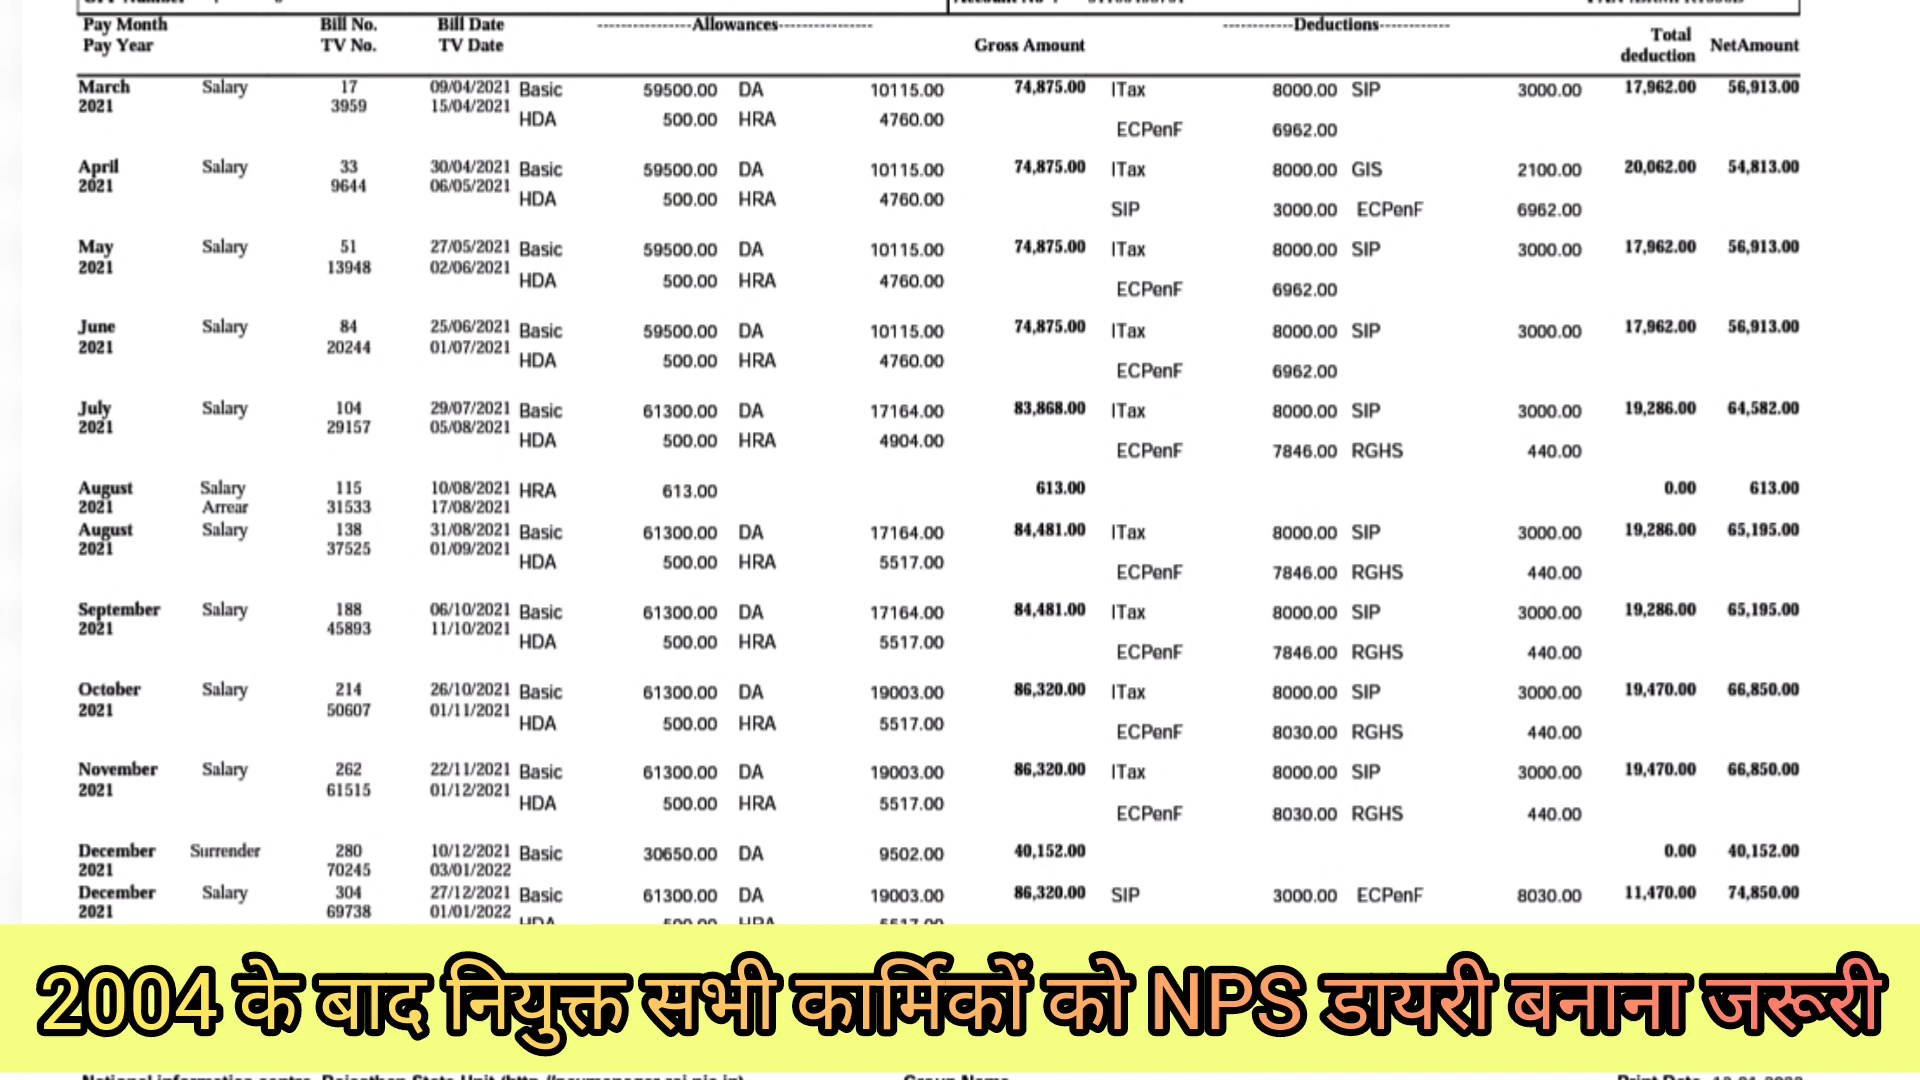 Pay Month Bill No. Bill Date ---------------Allowances--------------- Gross Amount -----------Deductions----------- Total deduction NetAmount
Pay Year TV No. TV Date
March Salary 17 09/04/2021 Basic 59500.00 DA 10115.00 74,875.00 ITax 8000.00 SIP 3000.00 17,962.00 56,913.00
2021 3959 15/04/2021 HDA 500.00 HRA 4760.00 ECPenF 6962.00
April Salary 33 30/04/2021 Basic 59500.00 DA 10115.00 74,875.00 ITax 8000.00 GIS 2100.00 20,062.00 54,813.00
2021 9644 06/05/2021 HDA 500.00 HRA 4760.00 SIP 3000.00 ECPenF 6962.00
May Salary 51 27/05/2021 Basic 59500.00 DA 10115.00 74,875.00 ITax 8000.00 SIP 3000.00 17,962.00 56,913.00
2021 13948 02/06/2021 HDA 500.00 HRA 4760.00 ECPenF 6962.00
June Salary 84 25/06/2021 Basic 59500.00 DA 10115.00 74,875.00 ITax 8000.00 SIP 3000.00 17,962.00 56,913.00
2021 20244 01/07/2021 HDA 500.00 HRA 4760.00 ECPenF 6962.00
July Salary 104 29/07/2021 Basic 61300.00 DA 17164.00 83,868.00 ITax 8000.00 SIP 3000.00 19,286.00 64,582.00
2021 29157 05/08/2021 HDA 500.00 HRA 4904.00 ECPenF 7846.00 RGHS 440.00
August Salary 115 10/08/2021 HRA 613.00 613.00 0.00 613.00
2021 Arrear 31533 17/08/2021
August Salary 138 31/08/2021 Basic 61300.00 DA 17164.00 84,481.00 ITax 8000.00 SIP 3000.00 19,286.00 65,195.00
2021 37525 01/09/2021 HDA 500.00 HRA 5517.00 ECPenF 7846.00 RGHS 440.00
September Salary 188 06/10/2021 Basic 61300.00 DA 17164.00 84,481.00 ITax 8000.00 SIP 3000.00 19,286.00 65,195.00
2021 45893 11/10/2021 HDA 500.00 HRA 5517.00 ECPenF 7846.00 RGHS 440.00
October Salary 214 26/10/2021 Basic 61300.00 DA 19003.00 86,320.00 ITax 8000.00 SIP 3000.00 19,470.00 66,850.00
2021 50607 01/11/2021 HDA 500.00 HRA 5517.00 ECPenF 8030.00 RGHS 440.00
November Salary 262 22/11/2021 Basic 61300.00 DA 19003.00 86,320.00 ITax 8000.00 SIP 3000.00 19,470.00 66,850.00
2021 61515 01/12/2021 HDA 500.00 HRA 5517.00 ECPenF 8030.00 RGHS 440.00
December Surrender 280 10/12/2021 Basic 30650.00 DA 9502.00 40,152.00 0.00 40,152.00
2021 70245 03/01/2022
December Salary 304 27/12/2021 Basic 61300.00 DA 19003.00 86,320.00 SIP 3000.00 ECPenF 8030.00 11,470.00 74,850.00
2021 69738 01/01/2022
2004 के बाद नियुक्त सभी कार्मिकों को NPS डायरी बनाना जरूरी